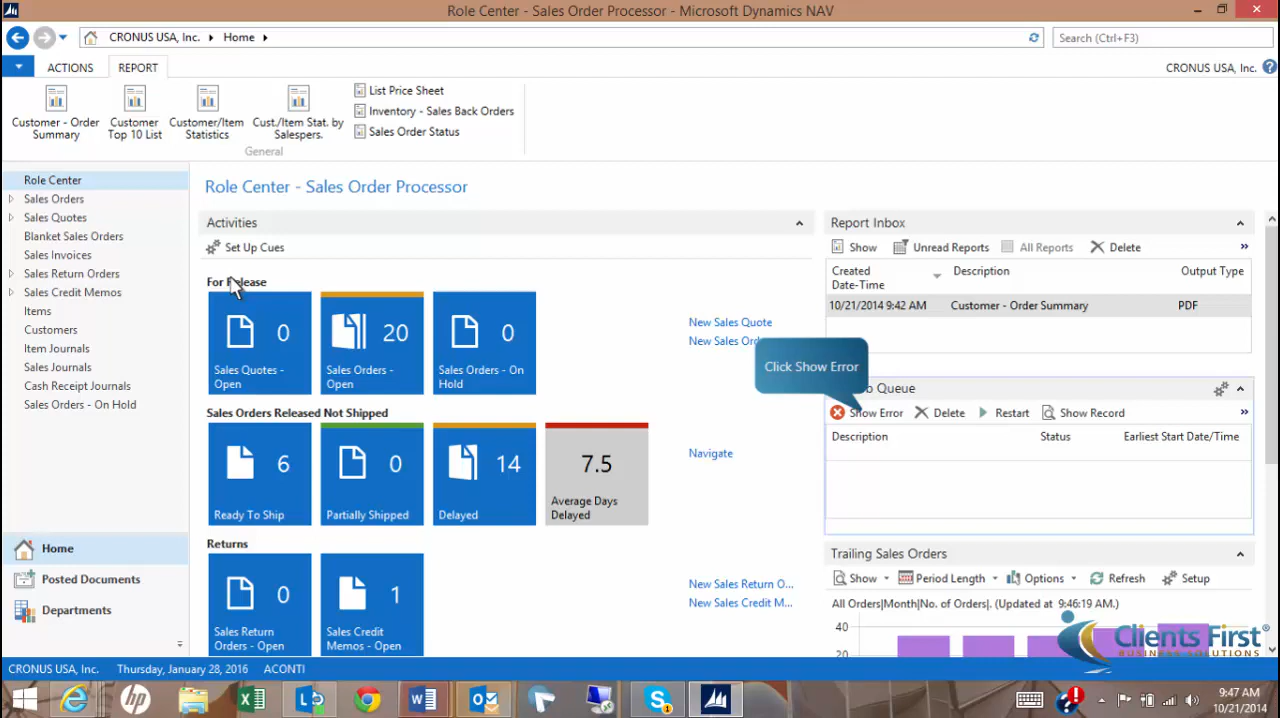 Role Center - Sales Order Processor - Microsoft Dynamics NAV
CRONUS USA, Inc. Home
Search (Ctrl+F3)
ACTIONS REPORT
CRONUS USA, Inc.
Customer - Order Summary
Customer Top 10 List
Customer/Item Statistics
Cust./Item Stat. by Salespers.
List Price Sheet
Inventory - Sales Back Orders
Sales Order Status
General
Role Center
Sales Orders
Sales Quotes
Blanket Sales Orders
Sales Invoices
Sales Return Orders
Sales Credit Memos
Items
Customers
Item Journals
Sales Journals
Cash Receipt Journals
Sales Orders - On Hold
Home
Posted Documents
Departments
Role Center - Sales Order Processor
Activities
Set Up Cues
For Release
0
Sales Quotes - Open
20
Sales Orders - Open
0
Sales Orders - On Hold
New Sales Quote
New Sales
Sales Orders Released Not Shipped
6
Ready To Ship
0
Partially Shipped
14
Delayed
7.5
Average Days Delayed
Navigate
Returns
0
Sales Return Orders - Open
1
Sales Credit Memos - Open
New Sales Return O...
New Sales Credit M...
Report Inbox
Show Unread Reports All Reports Delete
Created Date-Time Description Output Type
10/21/2014 9:42 AM Customer - Order Summary PDF
Click Show Error
Queue
Show Error Delete Restart Show Record
Description Status Earliest Start Date/Time
Trailing Sales Orders
Show Period Length Options Refresh Setup
All Orders|Month|No. of Orders|. (Updated at 9:46:19 AM.)
40
20
Clients First
BUSINESS SOLUTIONS
CRONUS USA, Inc. Thursday, January 28, 2016 ACONTI
9:47 AM
10/21/2014